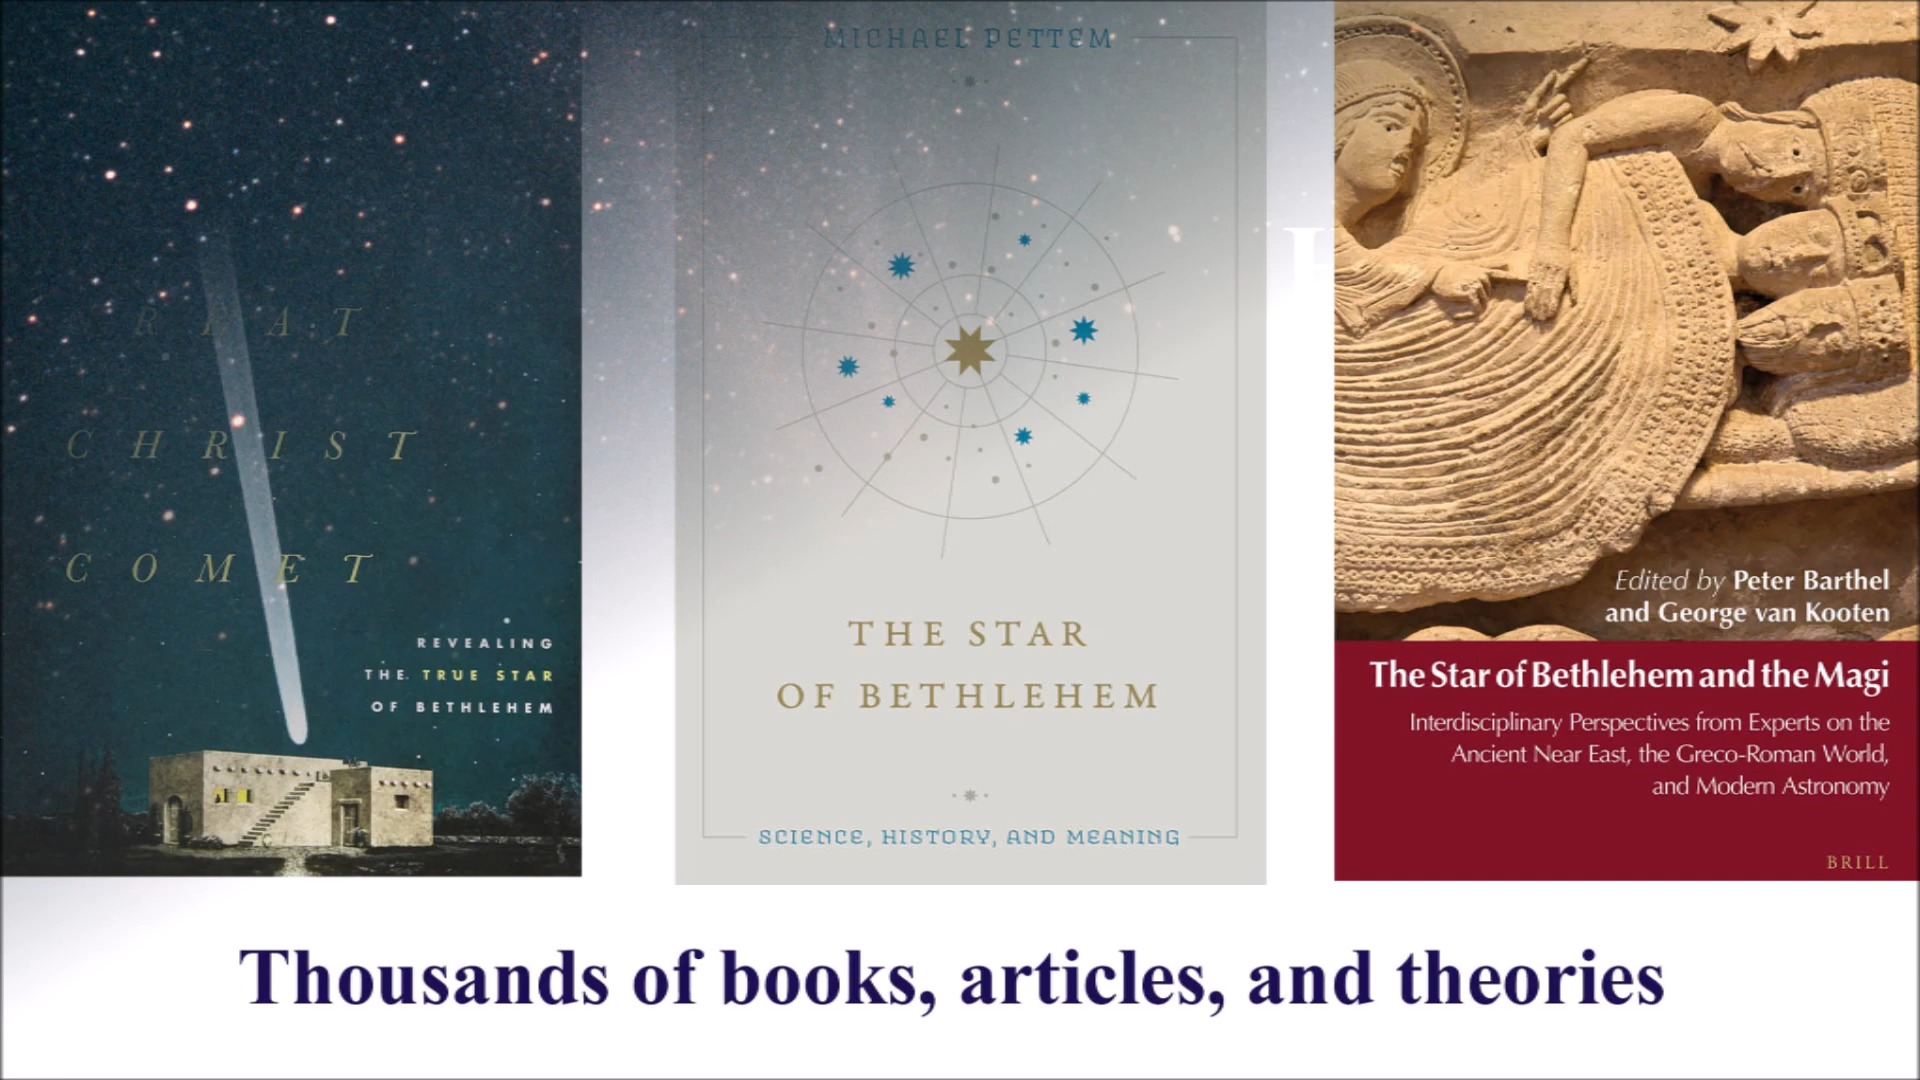 REAT
CHRIST
COMET
REVEALING
THE TRUE STAR
OF BETHLEHEM
MICHAEL PETTEM
THE STAR
OF BETHLEHEM
SCIENCE, HISTORY, AND MEANING
H
Edited by Peter Barthel
and George van Kooten
The Star of Bethlehem and the Magi
Interdisciplinary Perspectives from Experts on the
Ancient Near East, the Greco-Roman World,
and Modern Astronomy
BRILL
Thousands of books, articles, and theories